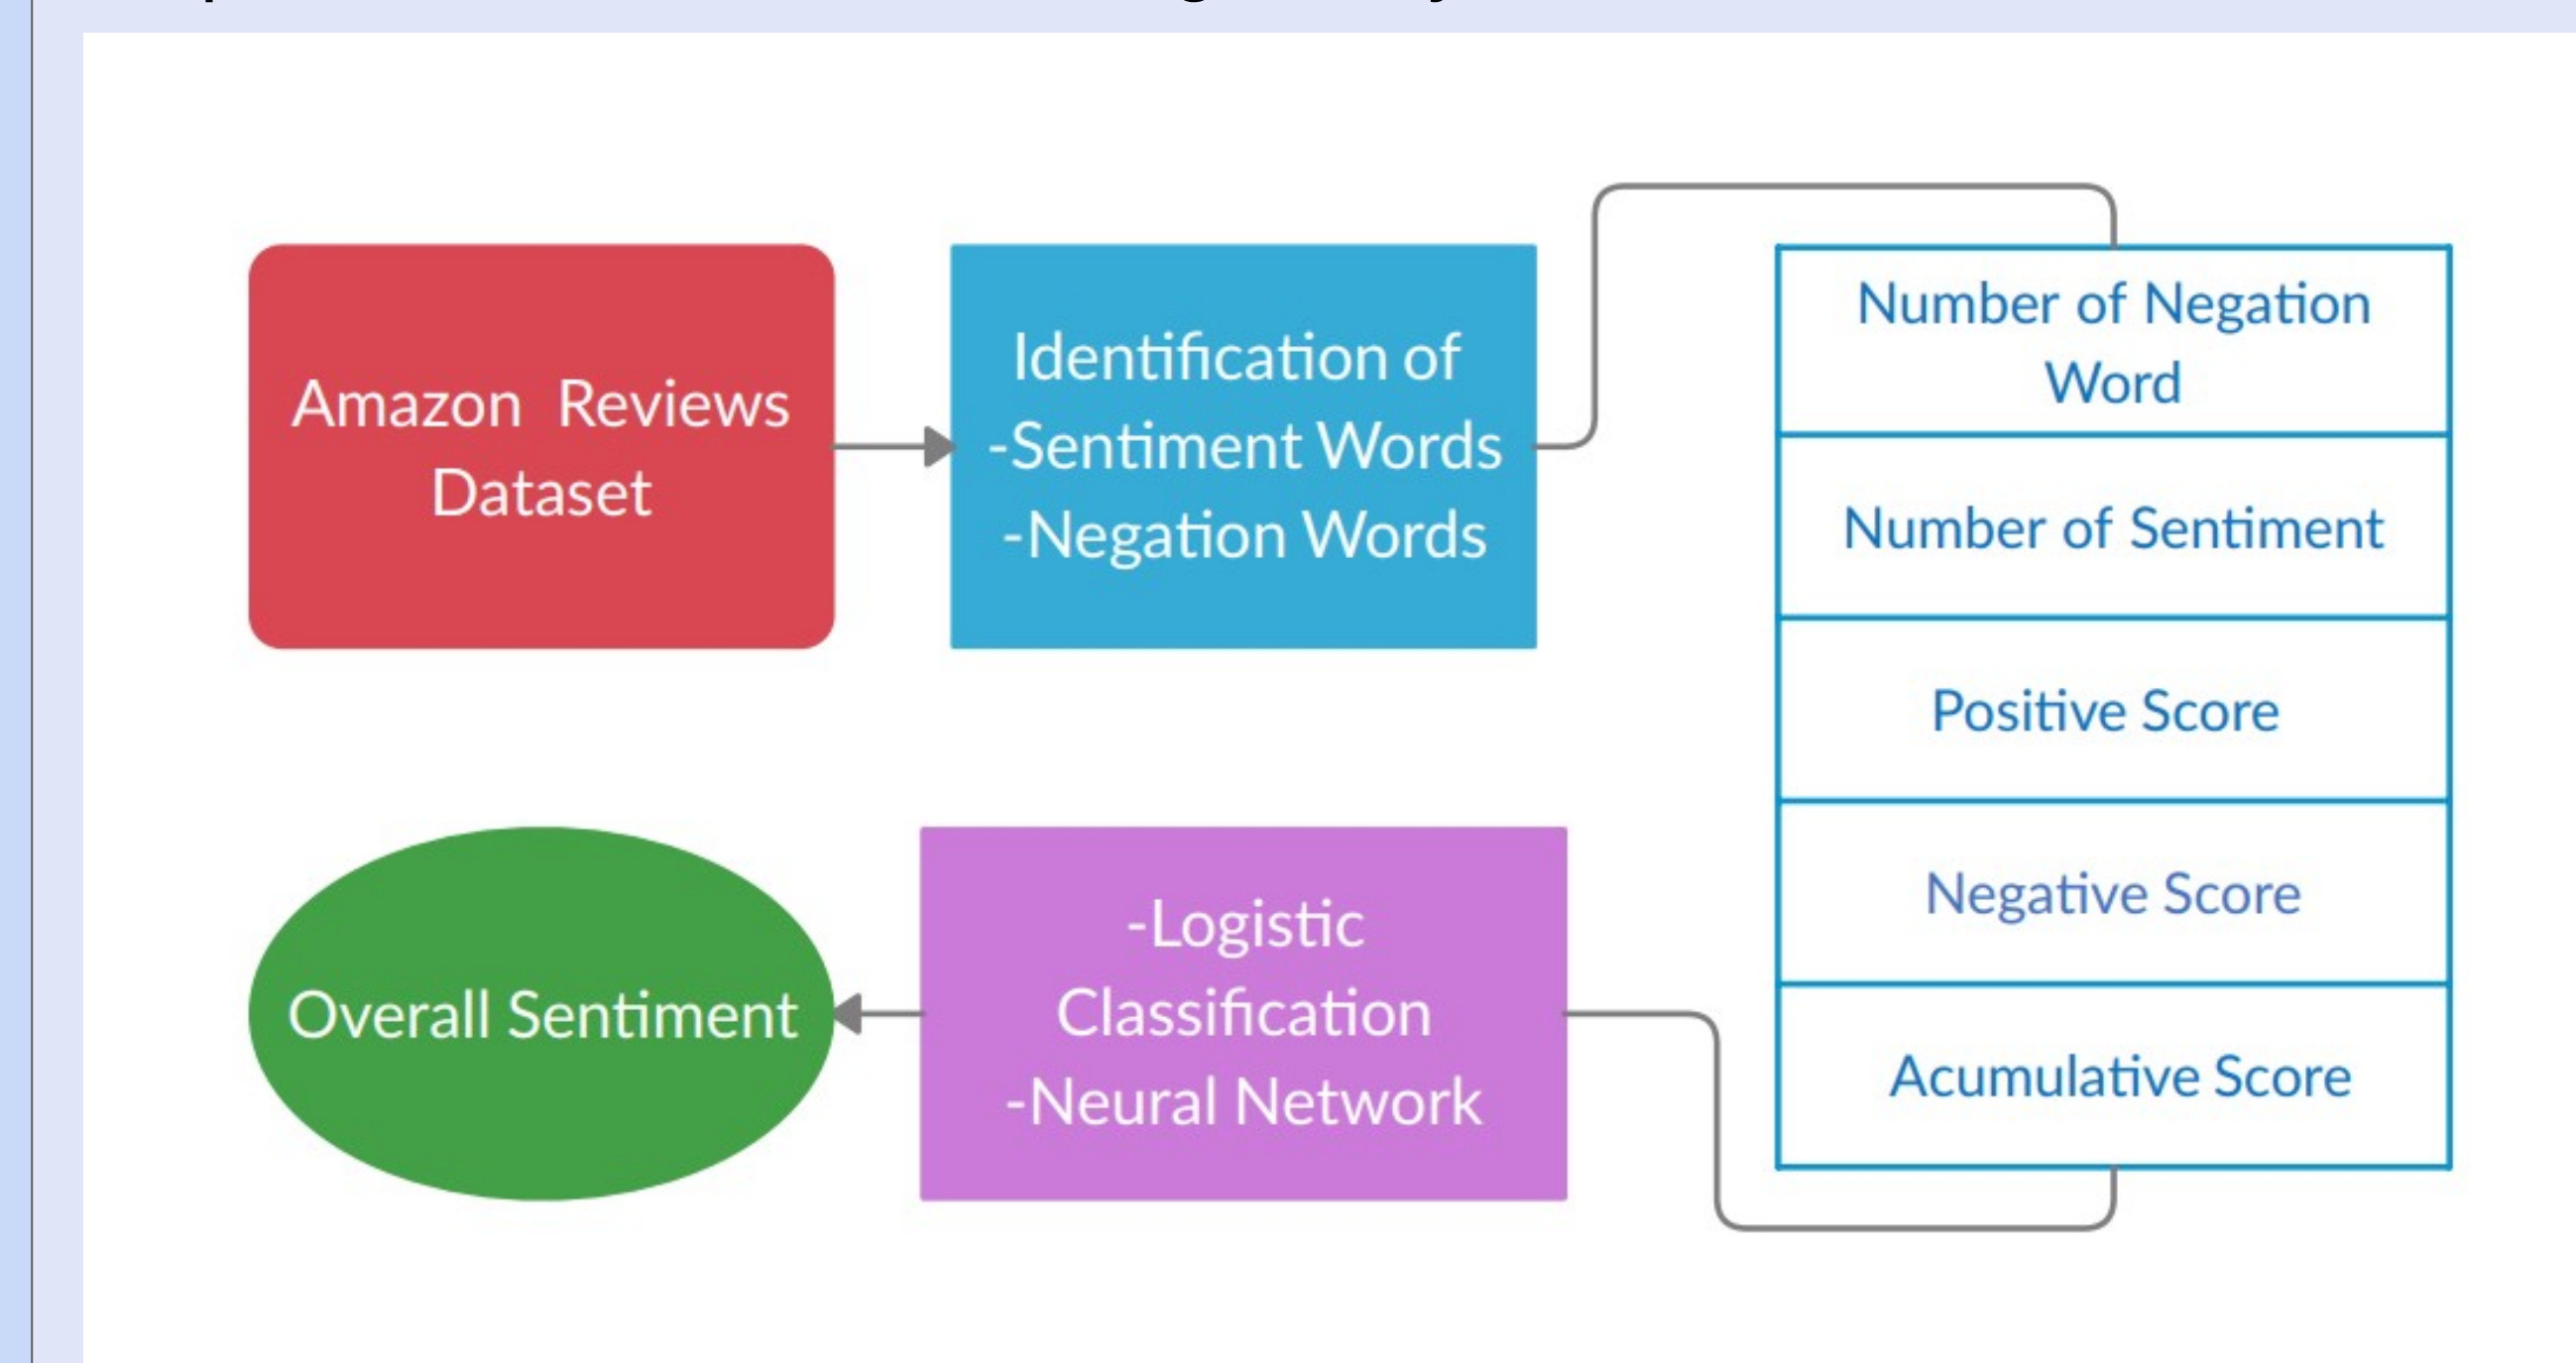 Amazon Reviews
Dataset
Identification of
-Sentiment Words
-Negation Words
Number of Negation
Word
Number of Sentiment
Positive Score
Negative Score
Acumulative Score
-Logistic
Classification
-Neural Network
Overall Sentiment